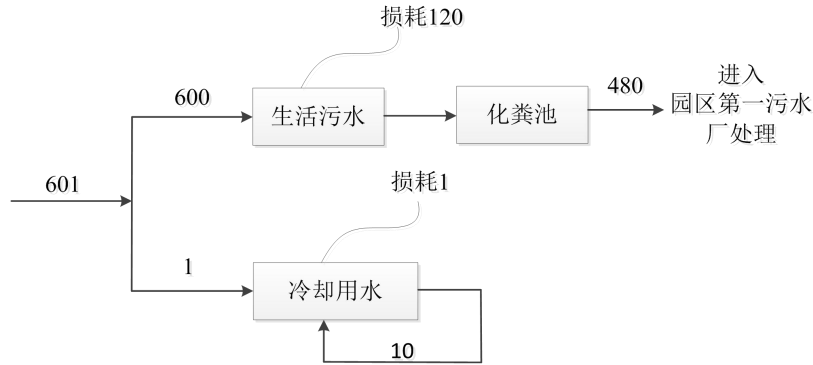 损耗120
600
生活污水
化粪池
480
进入
园区第一污水
厂处理
601
损耗1
1
冷却用水
10